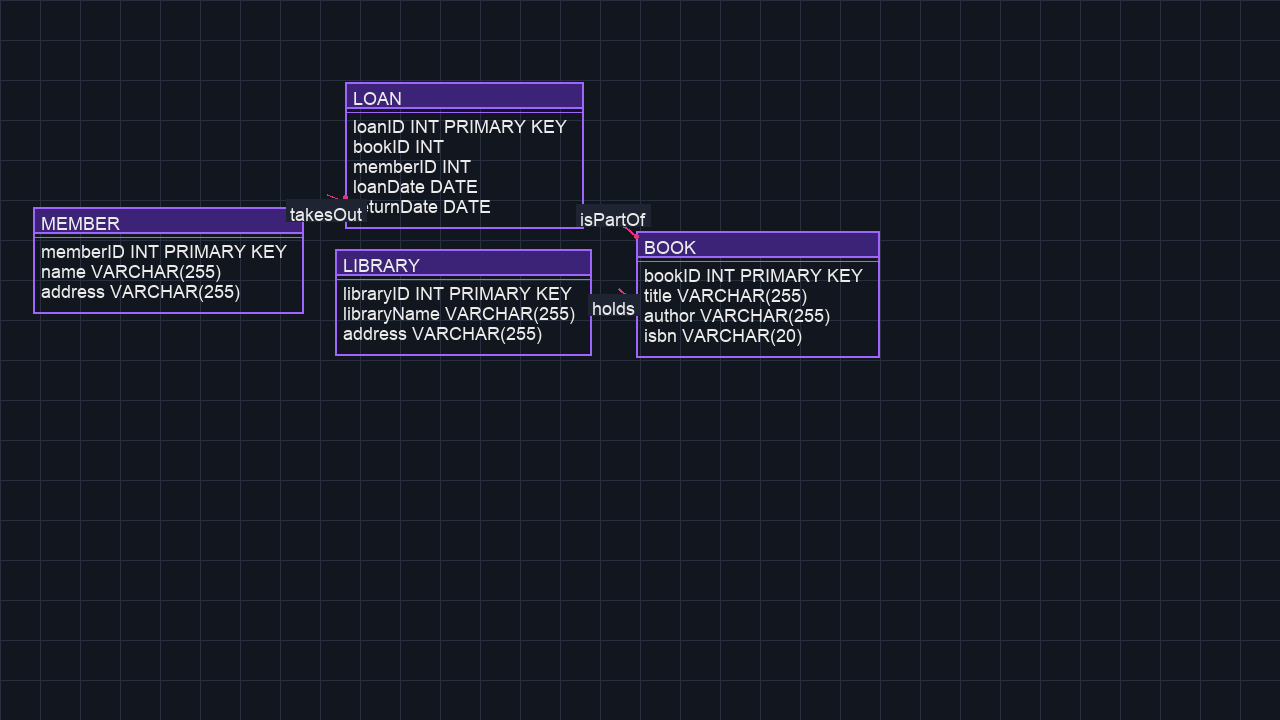 LOAN
loanID INT PRIMARY KEY
bookID INT
memberID INT
loanDate DATE
eturnDate DATE
takesOut
isPartOf
MEMBER
memberID INT PRIMARY KEY
name VARCHAR(255)
address VARCHAR(255)
LIBRARY
libraryID INT PRIMARY KEY
libraryName VARCHAR(255)
address VARCHAR(255)
holds
BOOK
bookID INT PRIMARY KEY
title VARCHAR(255)
author VARCHAR(255)
isbn VARCHAR(20)